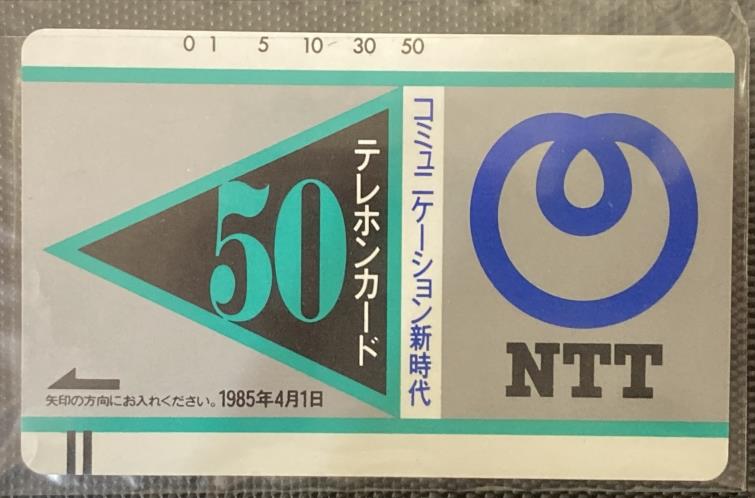 0 1 5 10 30 50
50
テレホンカード
コミュニケーション新時代
NTT
矢印の方向にお入れください。1985年4月1日